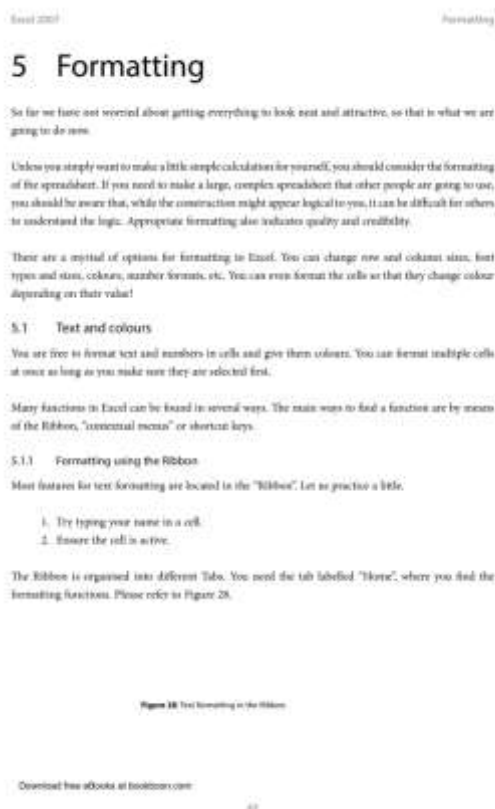 Excel 2007
Formatting
5 Formatting
So far we have not worried about getting everything to look neat and attractive, so that is what we are
going to do now.
Unless you simply want to make a little simple calculation for yourself, you should consider the formatting
of the spreadsheet. If you need to make a large, complex spreadsheet that other people are going to use,
you should be aware that, while the construction might appear logical to you, it can be difficult for others
to understand the logic. Appropriate formatting also indicates quality and credibility.
There are a myriad of options for formatting in Excel. You can change row and column sizes, font
types and sizes, colours, number formats, etc. You can even format the cells so that they change colour
depending on their value!
5.1 Text and colours
You are free to format text and numbers in cells and give them colours. You can format multiple cells
at once as long as you make sure they are selected first.
Many functions in Excel can be found in several ways. The main ways to find a function are by means
of the Ribbon, "contextual menus" or shortcut keys.
5.1.1 Formatting using the Ribbon
Most features for text formatting are located in the "Ribbon". Let us practice a little.
1. Try typing your name in a cell.
2. Ensure the cell is active.
The Ribbon is organised into different Tabs. You need the tab labelled "Home", where you find the
formatting functions. Please refer to Figure 28.
Figure 28 Text formatting in the Ribbon
Download free eBooks at bookboon.com